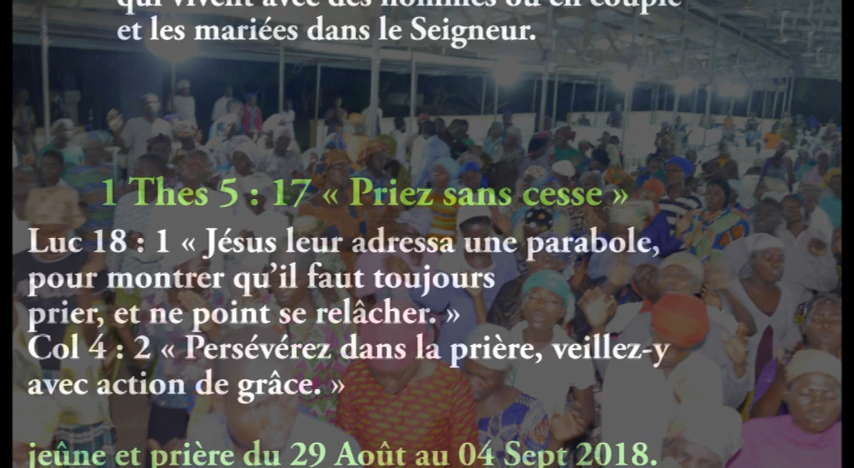 qui vivent avec des hommes ou en couple
et les mariées dans le Seigneur.
1 Thes 5 : 17 « Priez sans cesse »
Luc 18 : 1 « Jésus leur adressa une parabole,
pour montrer qu’il faut toujours
prier, et ne point se relâcher. »
Col 4 : 2 « Persévérez dans la prière, veillez-y
avec action de grâce. »
jeûne et prière du 29 Août au 04 Sept 2018.